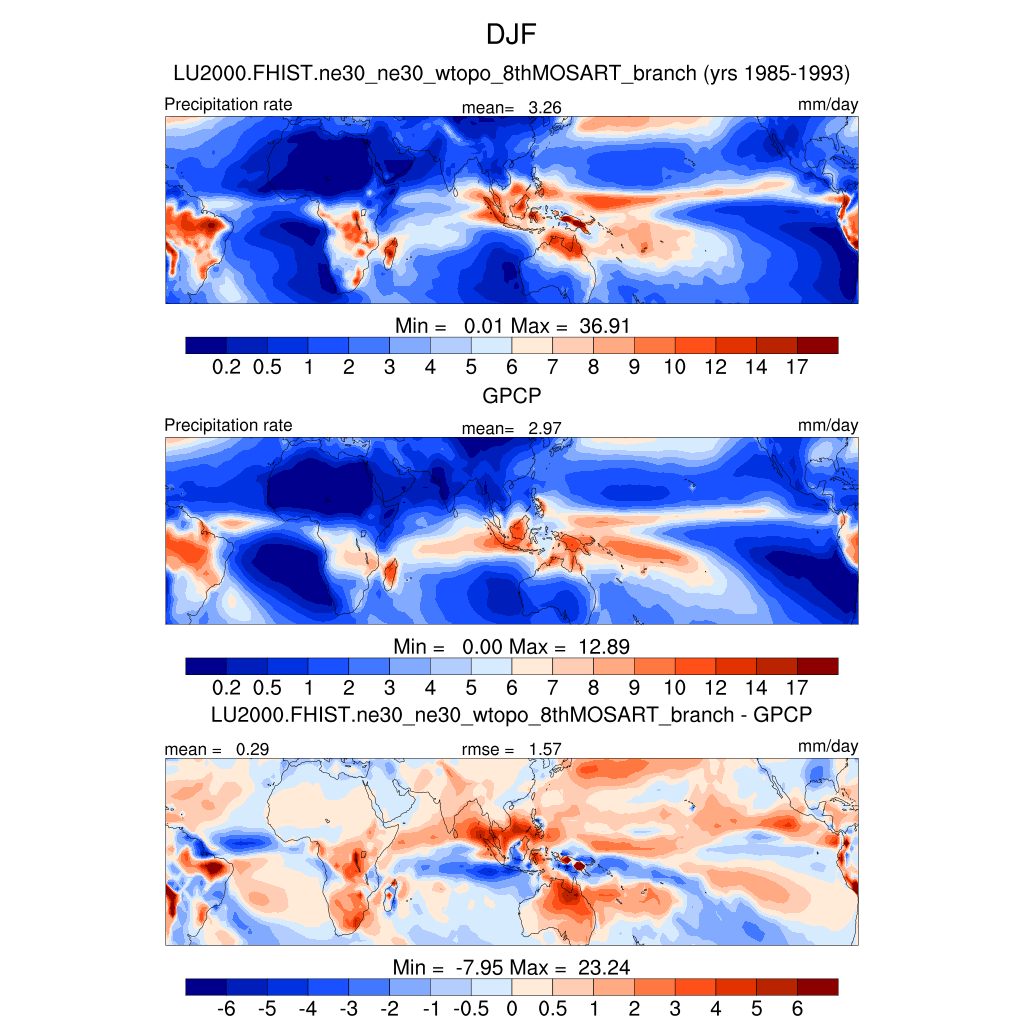 DJF
LU2000.FHIST.ne30_ne30_wtopo_8thMOSART_branch (yrs 1985-1993)
Precipitation rate mean= 3.26 mm/day
Min = 0.01 Max = 36.91
0.2 0.5 1 2 3 4 5 6 7 8 9 10 12 14 17
GPCP
Precipitation rate mean= 2.97 mm/day
Min = 0.00 Max = 12.89
0.2 0.5 1 2 3 4 5 6 7 8 9 10 12 14 17
LU2000.FHIST.ne30_ne30_wtopo_8thMOSART_branch - GPCP
mean = 0.29 rmse = 1.57 mm/day
Min = -7.95 Max = 23.24
-6 -5 -4 -3 -2 -1 -0.5 0 0.5 1 2 3 4 5 6